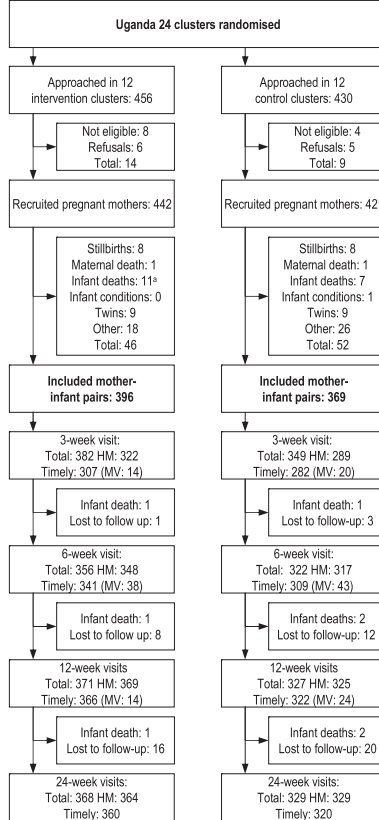 Uganda 24 clusters randomised
Approached in 12
intervention clusters: 456
Not eligible: 8
Refusals: 6
Total: 14
Recruited pregnant mothers: 442
Stillbirths: 8
Maternal death: 1
Infant deaths: 11ᵃ
Infant conditions: 0
Twins: 9
Other: 18
Total: 46
Included mother-
infant pairs: 396
3-week visit:
Total: 382 HM: 322
Timely: 307 (MV: 14)
Infant death: 1
Lost to follow up: 1
6-week visit:
Total: 356 HM: 348
Timely: 341 (MV: 38)
Infant death: 1
Lost to follow up: 8
12-week visits
Total: 371 HM: 369
Timely: 366 (MV: 14)
Infant death: 1
Lost to follow-up: 16
24-week visits:
Total: 368 HM: 364
Timely: 360
Approached in 12
control clusters: 430
Not eligible: 4
Refusals: 5
Total: 9
Recruited pregnant mothers: 42
Stillbirths: 8
Maternal death: 1
Infant deaths: 7
Infant conditions: 1
Twins: 9
Other: 26
Total: 52
Included mother-
infant pairs: 369
3-week visit:
Total: 349 HM: 289
Timely: 282 (MV: 20)
Infant death: 1
Lost to follow-up: 3
6-week visit:
Total: 322 HM: 317
Timely: 309 (MV: 43)
Infant deaths: 2
Lost to follow-up: 12
12-week visits:
Total: 327 HM: 325
Timely: 322 (MV: 24)
Infant deaths: 2
Lost to follow-up: 20
24-week visits:
Total: 329 HM: 329
Timely: 320